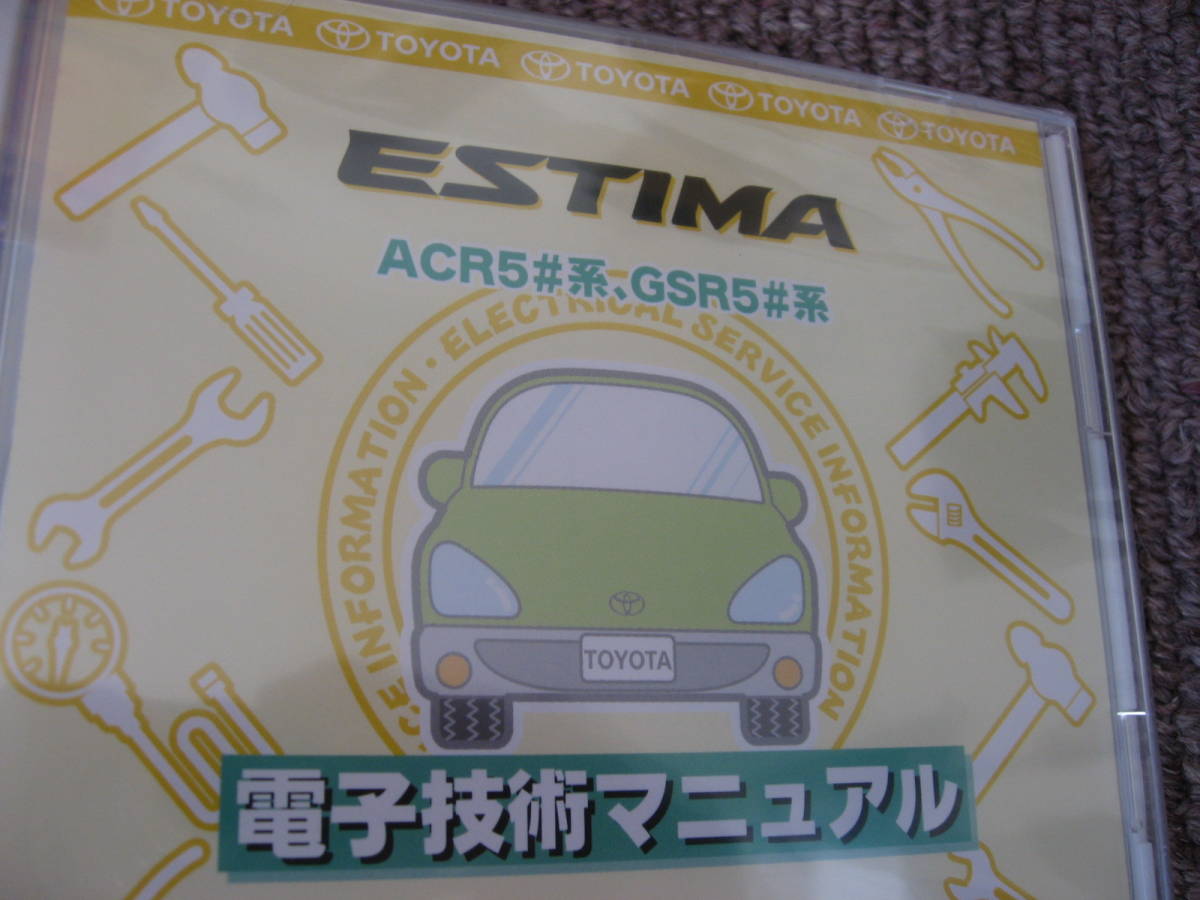 TOYOTA TOYOTA TOYOTA TOYOTA TOYOTA
ESTIMA
ACR5#系、GSR5#系
INFORMATION・ELECTRICAL SERVICE INFORMATION
TOYOTA
電子技術マニュアル